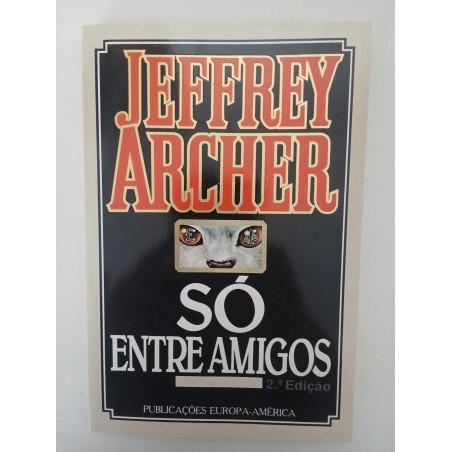 JEFFREY
ARCHER
SÓ
ENTRE AMIGOS
2.ª Edição
PUBLICAÇÕES EUROPA-AMÉRICA